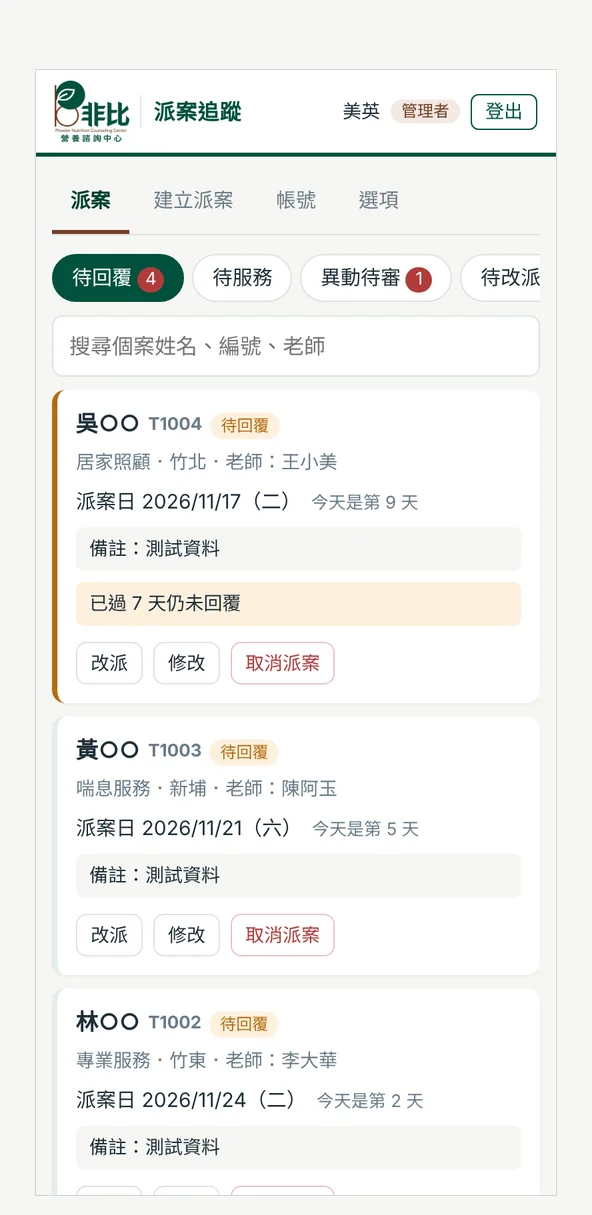 非比
Phoebe Nutrition Counseling Center
營養諮詢中心
派案追蹤
美英 管理者 登出
派案 建立派案 帳號 選項
待回覆 4 待服務 異動待審 1 待改派
搜尋個案姓名、編號、老師
吳〇〇 T1004 待回覆
居家照顧・竹北・老師：王小美
派案日 2026/11/17（二） 今天是第 9 天
備註：測試資料
已過 7 天仍未回覆
改派 修改 取消派案
黃〇〇 T1003 待回覆
喘息服務・新埔・老師：陳阿玉
派案日 2026/11/21（六） 今天是第 5 天
備註：測試資料
改派 修改 取消派案
林〇〇 T1002 待回覆
專業服務・竹東・老師：李大華
派案日 2026/11/24（二） 今天是第 2 天
備註：測試資料